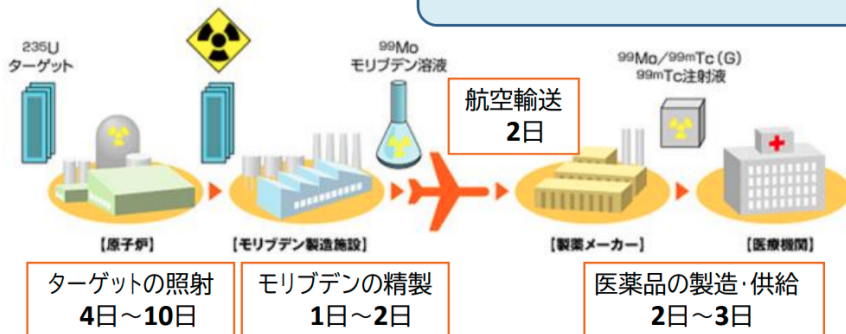 235U
ターゲット
99Mo
モリブデン溶液
航空輸送
2日
99Mo/99mTc(G)
99mTc注射液
【原子炉】
【モリブデン製造施設】
【製薬メーカー】
【医療機関】
ターゲットの照射
4日～10日
モリブデンの精製
1日～2日
医薬品の製造・供給
2日～3日